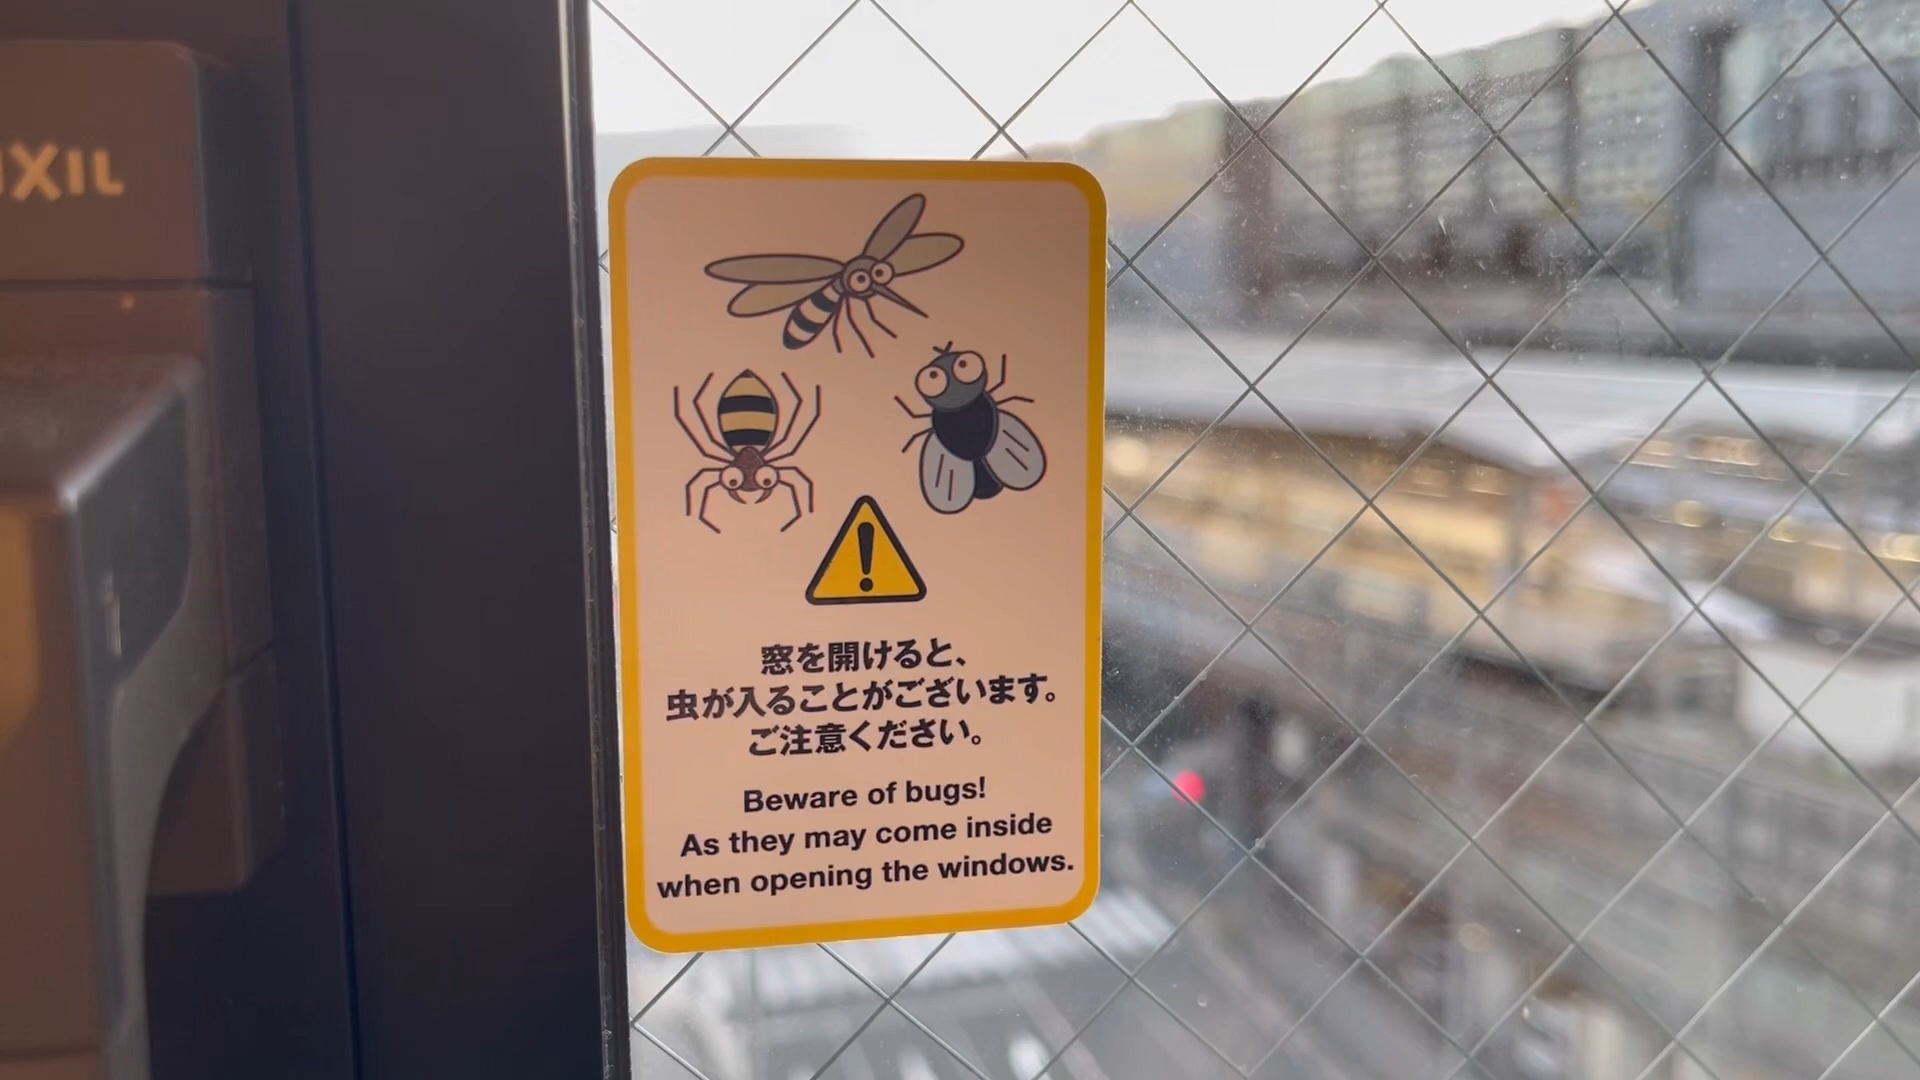 窓を開けると、
虫が入ることがございます。
ご注意ください。
Beware of bugs!
As they may come inside
when opening the windows.
XIL